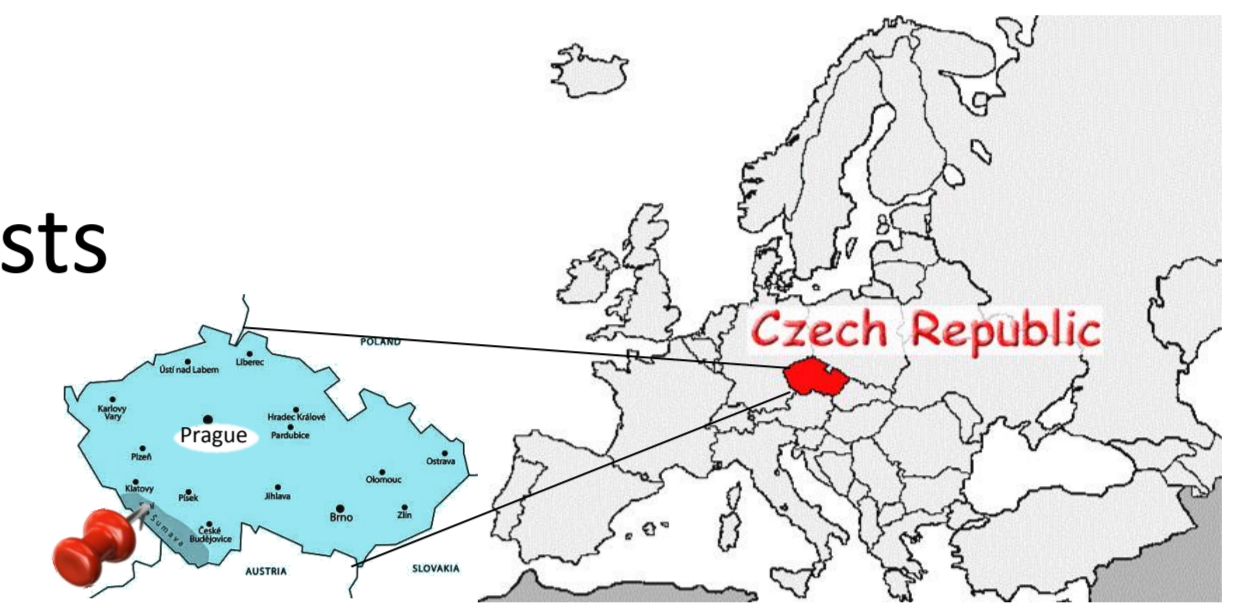 sts
Czech Republic
POLAND
Liberec
Ústí nad Labem
Karlovy
Vary
Hradec Králové
Prague
Pardubice
Plzeň
Ostrava
Olomouc
Klatovy
Písek
Jihlava
Zlín
Brno
Šumava
České
Budějovice
AUSTRIA
SLOVAKIA